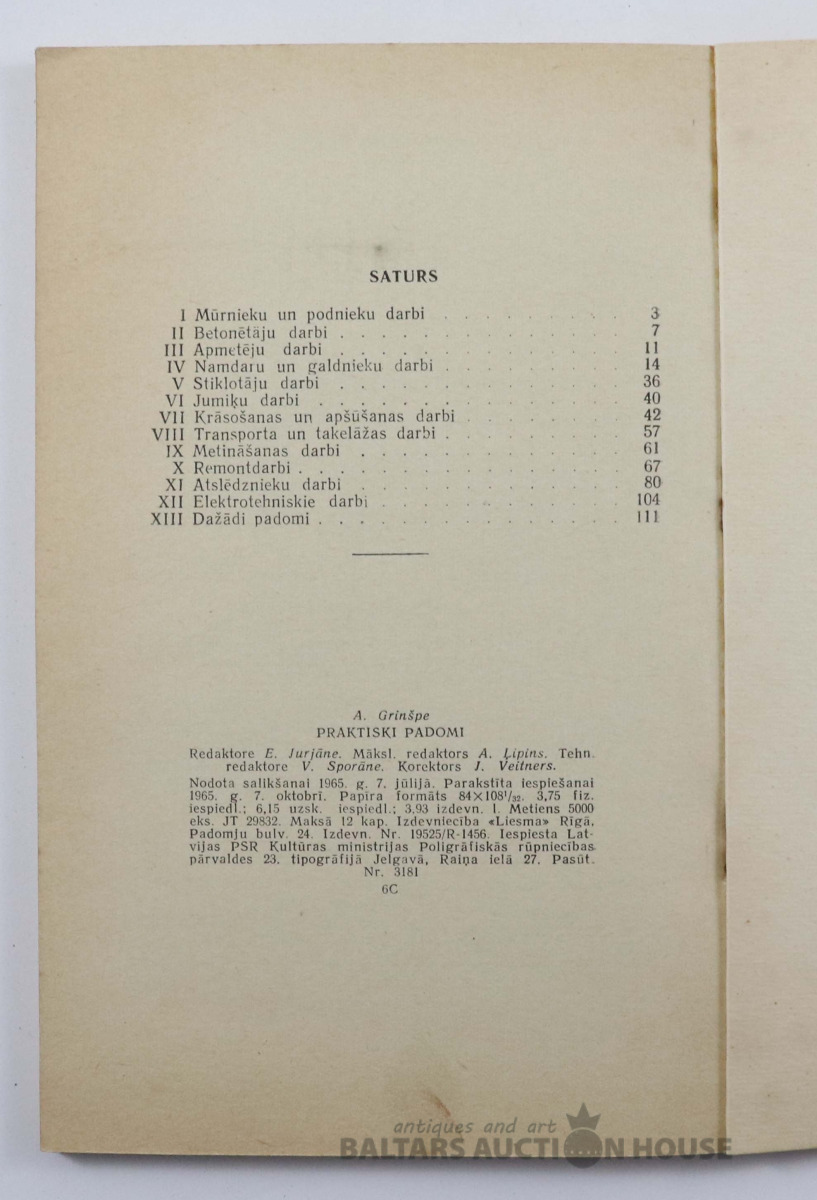 SATURS
I Mūrnieku un podnieku darbi . . . . . . . . . 3
II Betonētāju darbi . . . . . . . . . . . . . 7
III Apmetēju darbi . . . . . . . . . . . . . 11
IV Namdaru un galdnieku darbi . . . . . . . . . 14
V Stiklotāju darbi . . . . . . . . . . . . . 36
VI Jumiķu darbi . . . . . . . . . . . . . . 40
VII Krāsošanas un apšūšanas darbi . . . . . . . . 42
VIII Transporta un takelāžas darbi . . . . . . . . . 57
IX Metināšanas darbi . . . . . . . . . . . . 61
X Remontdarbi . . . . . . . . . . . . . . . 67
XI Atslēdznieku darbi . . . . . . . . . . . . 80
XII Elektrotehniskie darbi . . . . . . . . . . . 104
XIII Dažādi padomi . . . . . . . . . . . . . . 111
A. Grinšpe
PRAKTISKI PADOMI
Redaktore E. Jurjāne. Māksl. redaktors A. Ļipins. Tehn.
redaktore V. Sporāne. Korektors J. Veitners.
Nodota salikšanai 1965. g. 7. jūlijā. Parakstīta iespiešanai
1965. g. 7. oktobrī. Papīra formāts 84×108¹/₃₂. 3,75 fiz.
iespiedl.; 6,15 uzsk. iespiedl.; 3,93 izdevn. l. Metiens 5000
eks. JT 29832. Maksā 12 kap. Izdevniecība «Liesma» Rīgā,
Padomju bulv. 24. Izdevn. Nr. 19525/R-1456. Iespiesta Lat-
vijas PSR Kultūras ministrijas Poligrāfiskās rūpniecības
pārvaldes 23. tipogrāfijā Jelgavā, Raiņa ielā 27. Pasūt.
Nr. 3181
6C
antiques and art
BALTARS AUCTION HOUSE